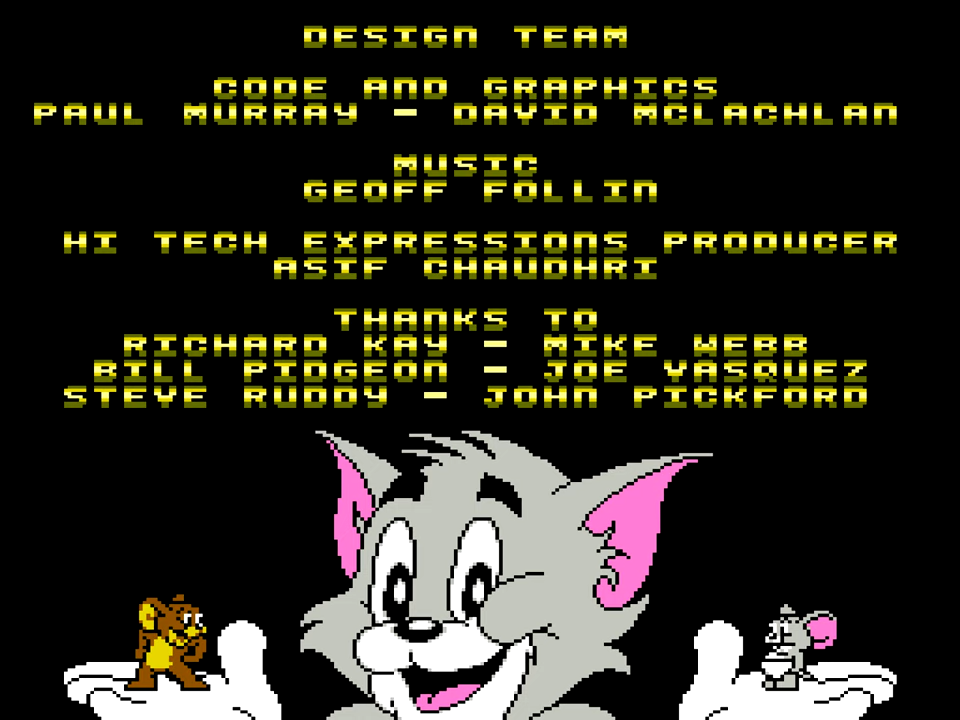 DESIGN TEAM
CODE AND GRAPHICS
PAUL MURRAY - DAVID MCLACHLAN
MUSIC
GEOFF FOLLIN
HI TECH EXPRESSIONS PRODUCER
ASIF CHAUDHRI
THANKS TO
RICHARD KAY - MIKE WEBB
BILL PIDGEON - JOE VASQUEZ
STEVE RUDDY - JOHN PICKFORD